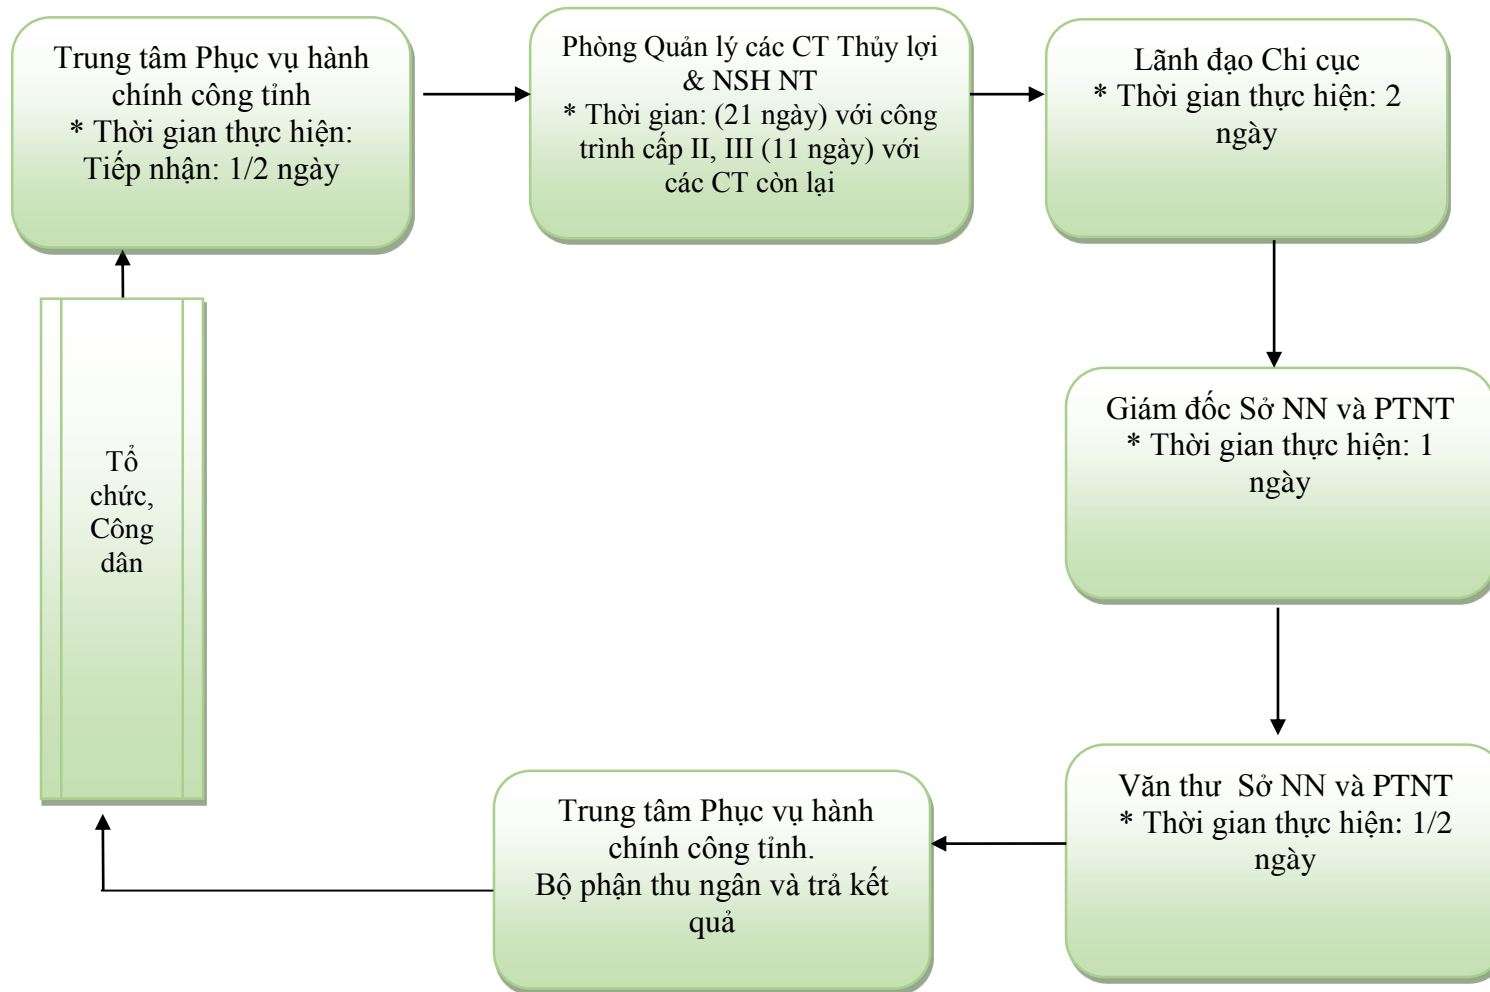 Trung tâm Phục vụ hành
chính công tỉnh
* Thời gian thực hiện:
Tiếp nhận: 1/2 ngày
Phòng Quản lý các CT Thủy lợi
& NSH NT
* Thời gian: (21 ngày) với công
trình cấp II, III (11 ngày) với
các CT còn lại
Lãnh đạo Chi cục
* Thời gian thực hiện: 2
ngày
Giám đốc Sở NN và PTNT
* Thời gian thực hiện: 1
ngày
Văn thư Sở NN và PTNT
* Thời gian thực hiện: 1/2
ngày
Trung tâm Phục vụ hành
chính công tỉnh.
Bộ phận thu ngân và trả kết
quả
Tổ
chức,
Công
dân